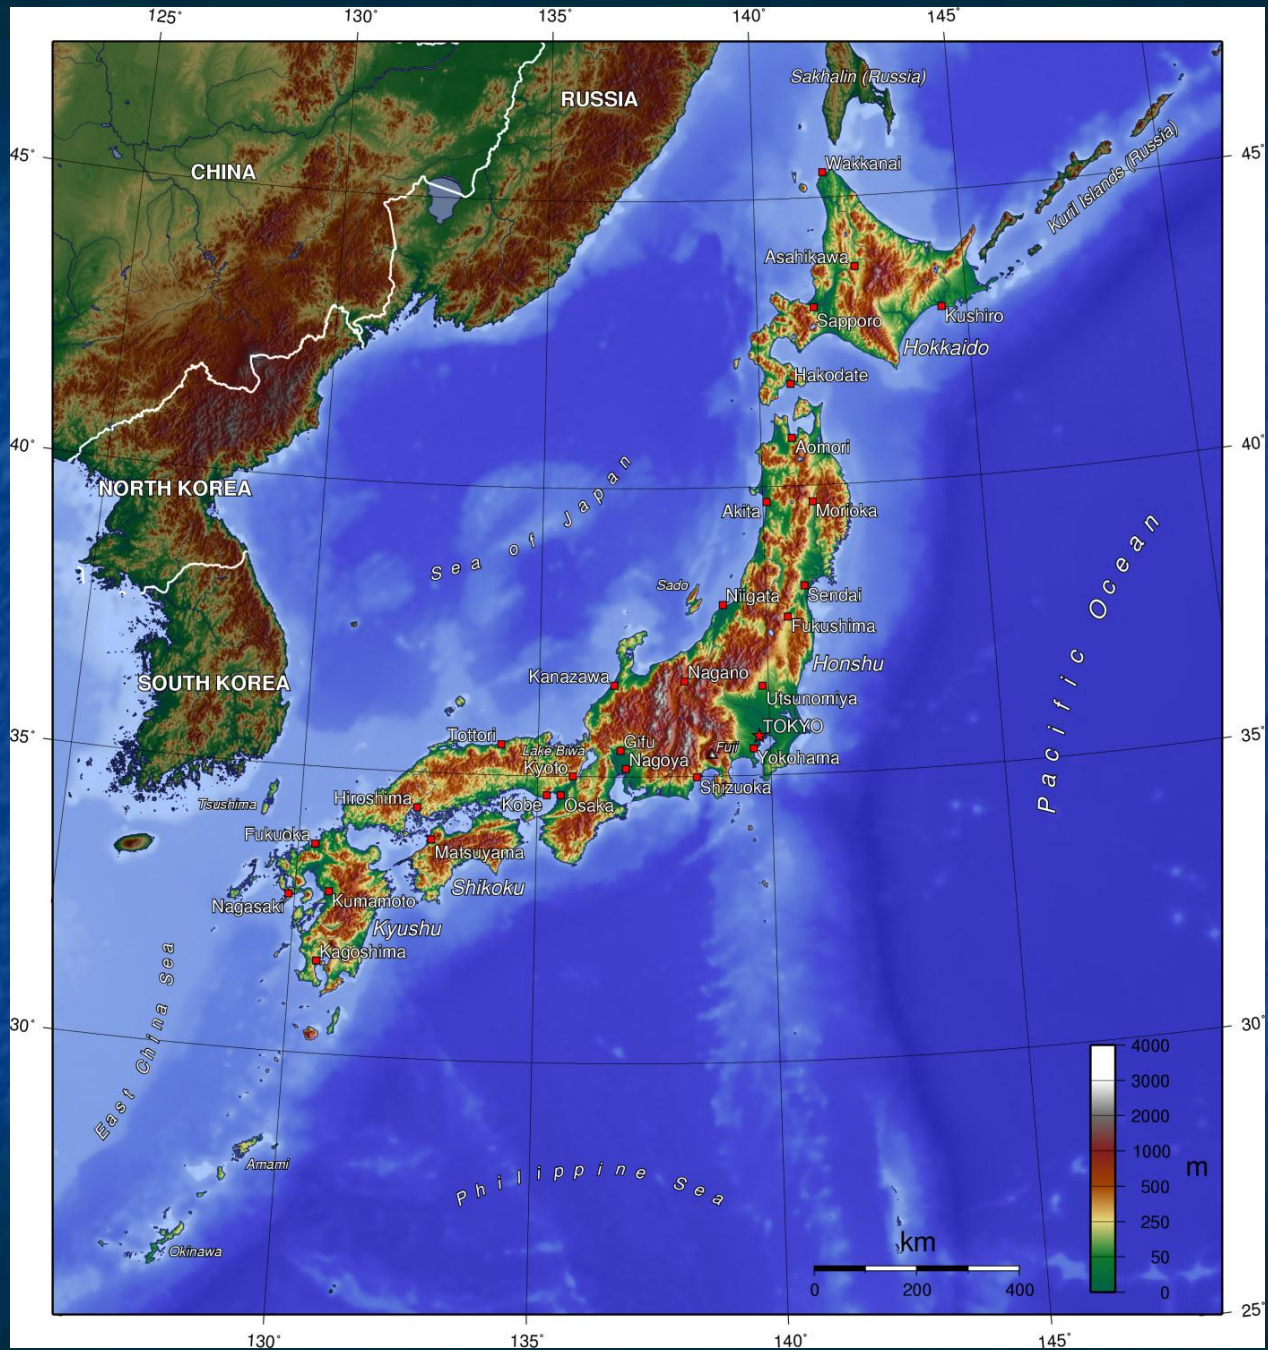 125°
130°
135°
140°
145°
Sakhalin (Russia)
RUSSIA
45°
45°
Wakkanai
CHINA
Kuril Islands (Russia)
Asahikawa
Sapporo
Kushiro
Hokkaido
Hakodate
40°
40°
Aomori
NORTH KOREA
Akita
Morioka
Sea of Japan
Pacific Ocean
Sado
Niigata
Sendai
Fukushima
Honshu
Kanazawa
Nagano
SOUTH KOREA
Utsunomiya
TOKYO
35°
35°
Tottori
Lake Biwa
Gifu
Fuji
Yokohama
Kyoto
Nagoya
Shizuoka
Tsushima
Hiroshima
Kobe
Osaka
Fukuoka
Matsuyama
Shikoku
Nagasaki
Kumamoto
Kyushu
Kagoshima
East China Sea
30°
30°
4000
3000
2000
1000
m
500
250
50
0
Amami
Philippine Sea
Okinawa
km
0
200
400
25°
130°
135°
140°
145°